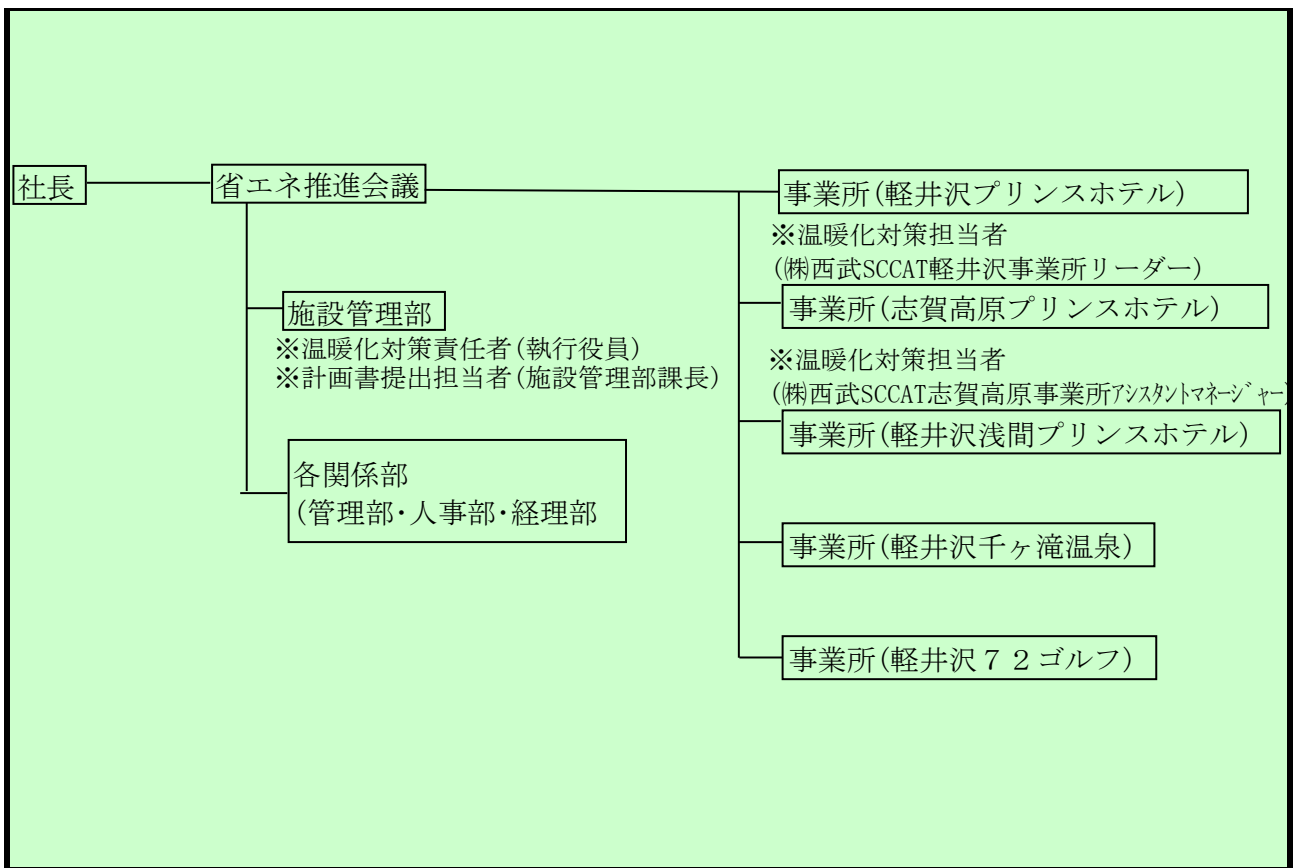 社長
省エネ推進会議
施設管理部
※温暖化対策責任者(執行役員)
※計画書提出担当者(施設管理部課長)
各関係部
(管理部・人事部・経理部
事業所(軽井沢プリンスホテル)
※温暖化対策担当者
(㈱西武SCCAT軽井沢事業所リーダー)
事業所(志賀高原プリンスホテル)
※温暖化対策担当者
(㈱西武SCCAT志賀高原事業所ｱｼｽﾀﾝﾄﾏﾈｰｼﾞｬｰ)
事業所(軽井沢浅間プリンスホテル)
事業所(軽井沢千ヶ滝温泉)
事業所(軽井沢７２ゴルフ)